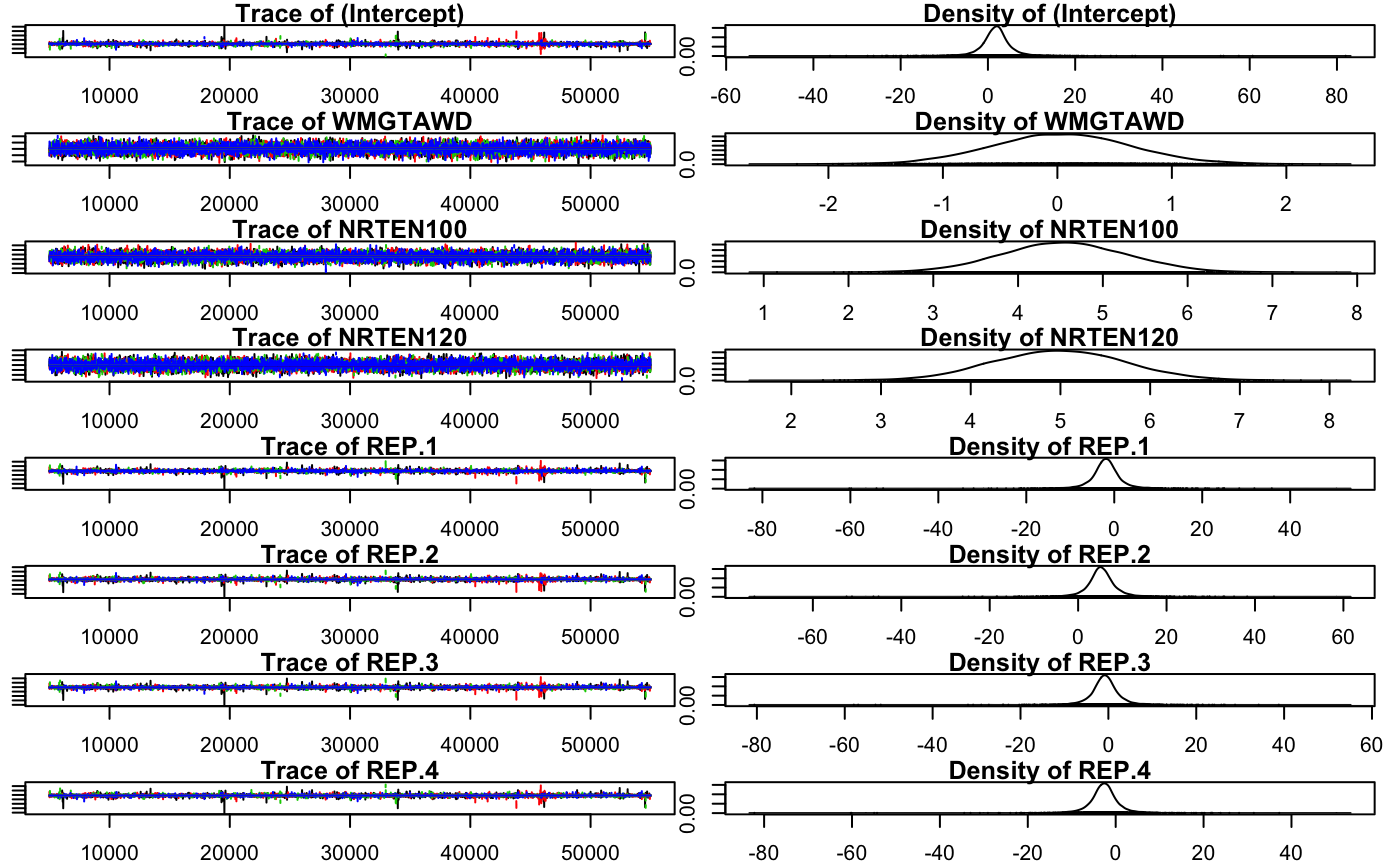 Trace of (Intercept) Density of (Intercept)
0.00
10000 20000 30000 40000 50000 -60 -40 -20 0 20 40 60 80
Trace of WMGTAWD Density of WMGTAWD
0.0
10000 20000 30000 40000 50000 -2 -1 0 1 2
Trace of NRTEN100 Density of NRTEN100
0.0
10000 20000 30000 40000 50000 1 2 3 4 5 6 7 8
Trace of NRTEN120 Density of NRTEN120
0.0
10000 20000 30000 40000 50000 2 3 4 5 6 7 8
Trace of REP.1 Density of REP.1
0.00
10000 20000 30000 40000 50000 -80 -60 -40 -20 0 20 40
Trace of REP.2 Density of REP.2
0.00
10000 20000 30000 40000 50000 -60 -40 -20 0 20 40 60
Trace of REP.3 Density of REP.3
0.00
10000 20000 30000 40000 50000 -80 -60 -40 -20 0 20 40 60
Trace of REP.4 Density of REP.4
0.00
10000 20000 30000 40000 50000 -80 -60 -40 -20 0 20 40